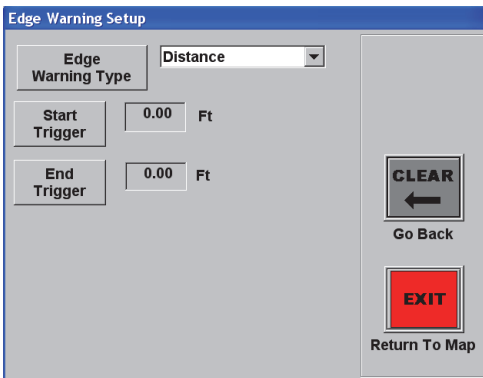 Edge Warning Setup
Edge
Warning Type
Distance
Start
Trigger
0.00 Ft
End
Trigger
0.00 Ft
CLEAR
Go Back
EXIT
Return To Map